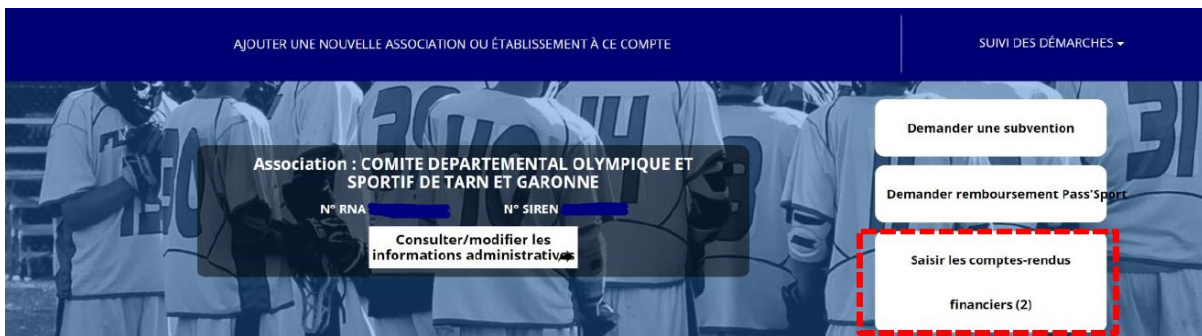 AJOUTER UNE NOUVELLE ASSOCIATION OU ÉTABLISSEMENT À CE COMPTE
SUIVI DES DÉMARCHES
Association : COMITE DEPARTEMENTAL OLYMPIQUE ET
SPORTIF DE TARN ET GARONNE
N° RNA
N° SIREN
Consulter/modifier les
informations administratives
Demander une subvention
Demander remboursement Pass'Sport
Saisir les comptes-rendus
financiers (2)